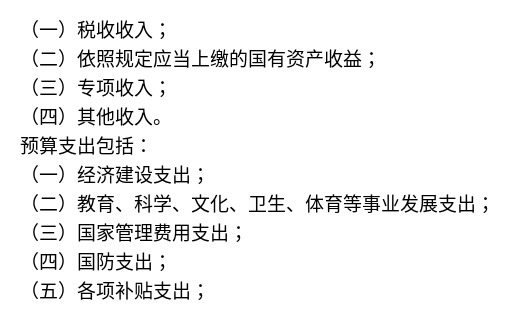 （一）税收收入；
（二）依照规定应当上缴的国有资产收益；
（三）专项收入；
（四）其他收入。
预算支出包括：
（一）经济建设支出；
（二）教育、科学、文化、卫生、体育等事业发展支出；
（三）国家管理费用支出；
（四）国防支出；
（五）各项补贴支出；